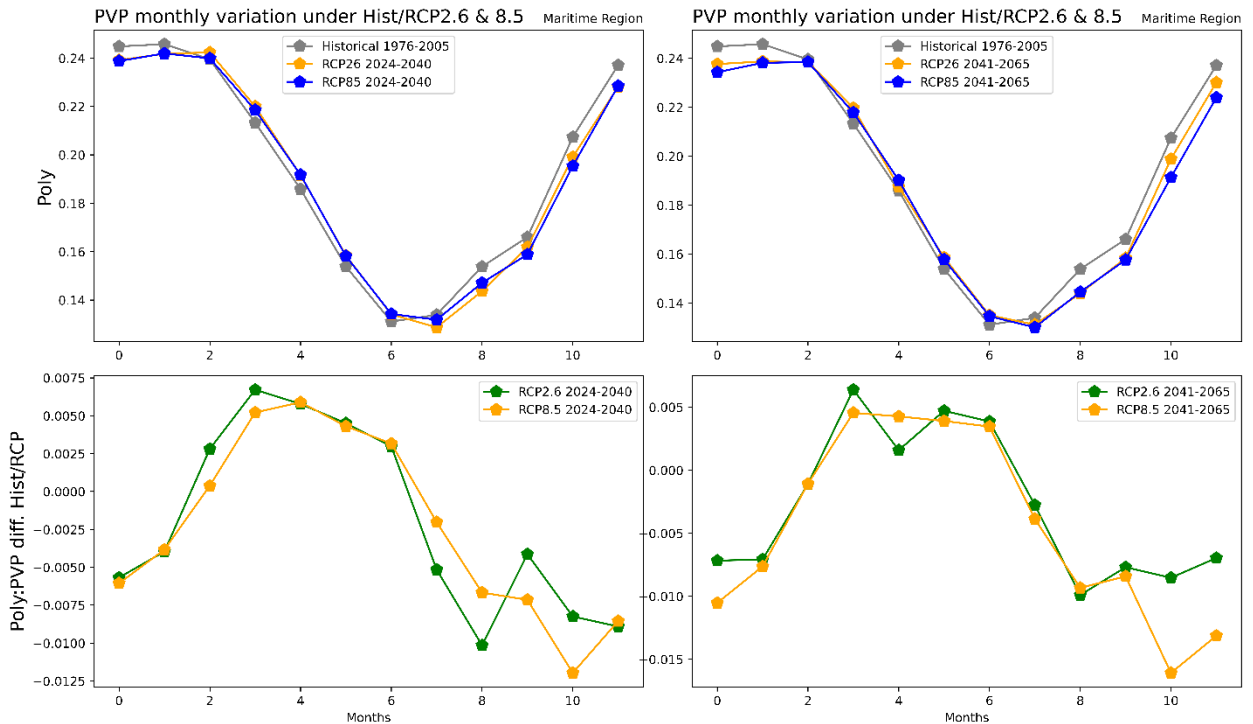 PVP monthly variation under Hist/RCP2.6 & 8.5 Maritime Region
Historical 1976-2005
RCP26 2024-2040
RCP85 2024-2040
Poly
0.24
0.22
0.20
0.18
0.16
0.14
0 2 4 6 8 10
PVP monthly variation under Hist/RCP2.6 & 8.5 Maritime Region
Historical 1976-2005
RCP26 2041-2065
RCP85 2041-2065
0.24
0.22
0.20
0.18
0.16
0.14
0 2 4 6 8 10
RCP2.6 2024-2040
RCP8.5 2024-2040
Poly:PVP diff. Hist/RCP
0.0075
0.0050
0.0025
0.0000
−0.0025
−0.0050
−0.0075
−0.0100
−0.0125
0 2 4 6 8 10
Months
RCP2.6 2041-2065
RCP8.5 2041-2065
0.005
0.000
−0.005
−0.010
−0.015
0 2 4 6 8 10
Months